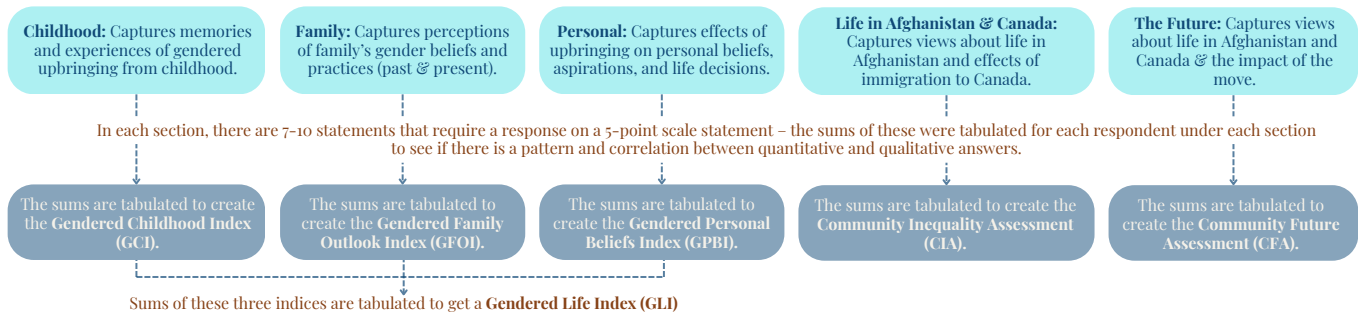 Childhood: Captures memories
and experiences of gendered
upbringing from childhood.
Family: Captures perceptions
of family's gender beliefs and
practices (past & present).
Personal: Captures effects of
upbringing on personal beliefs,
aspirations, and life decisions.
Life in Afghanistan & Canada:
Captures views about life in
Afghanistan and effects of
immigration to Canada.
The Future: Captures views
about life in Afghanistan and
Canada & the impact of the
move.
In each section, there are 7-10 statements that require a response on a 5-point scale statement – the sums of these were tabulated for each respondent under each section
to see if there is a pattern and correlation between quantitative and qualitative answers.
The sums are tabulated to create
the Gendered Childhood Index
(GCI).
The sums are tabulated to
create the Gendered Family
Outlook Index (GFOI).
The sums are tabulated to
create the Gendered Personal
Beliefs Index (GPBI).
The sums are tabulated to create the
Community Inequality Assessment
(CIA).
The sums are tabulated to
create the Community Future
Assessment (CFA).
Sums of these three indices are tabulated to get a Gendered Life Index (GLI)